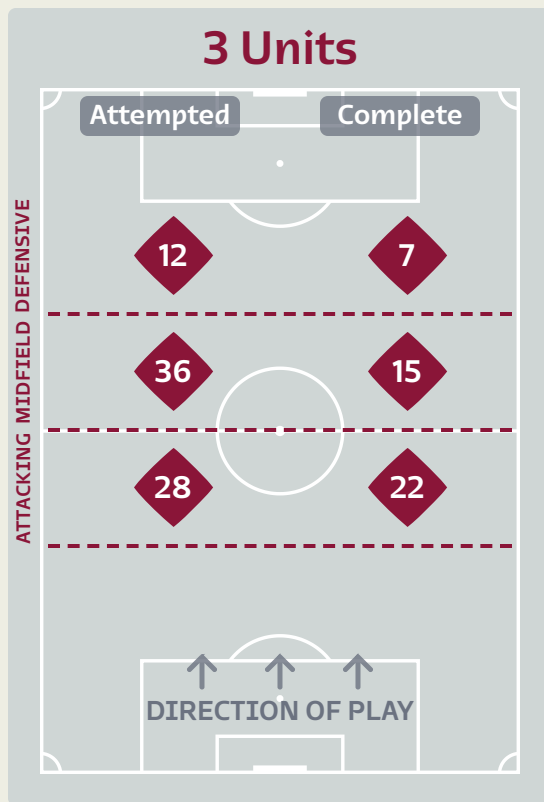 3 Units
Attempted Complete
ATTACKING MIDFIELD DEFENSIVE
12 7
36 15
28 22
DIRECTION OF PLAY